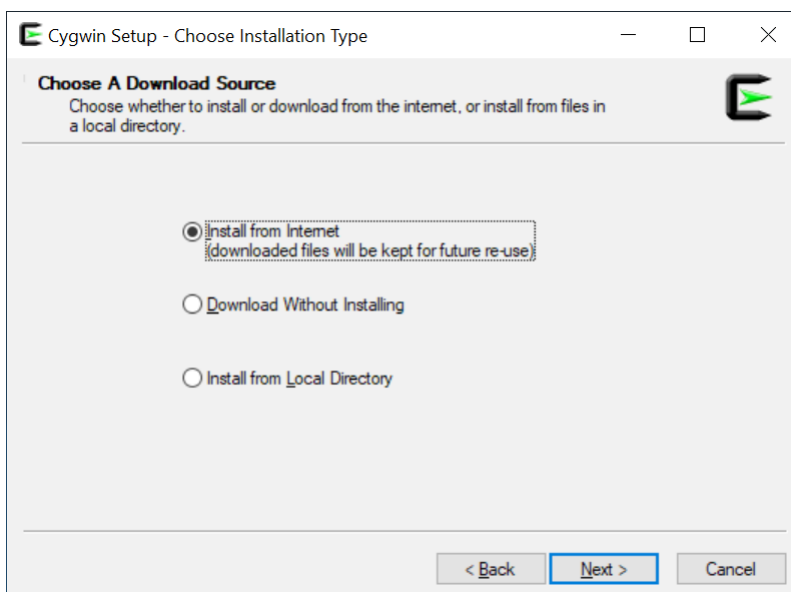 Cygwin Setup - Choose Installation Type
Choose A Download Source
Choose whether to install or download from the internet, or install from files in
a local directory.
Install from Internet
(downloaded files will be kept for future re-use)
Download Without Installing
Install from Local Directory
< Back
Next >
Cancel